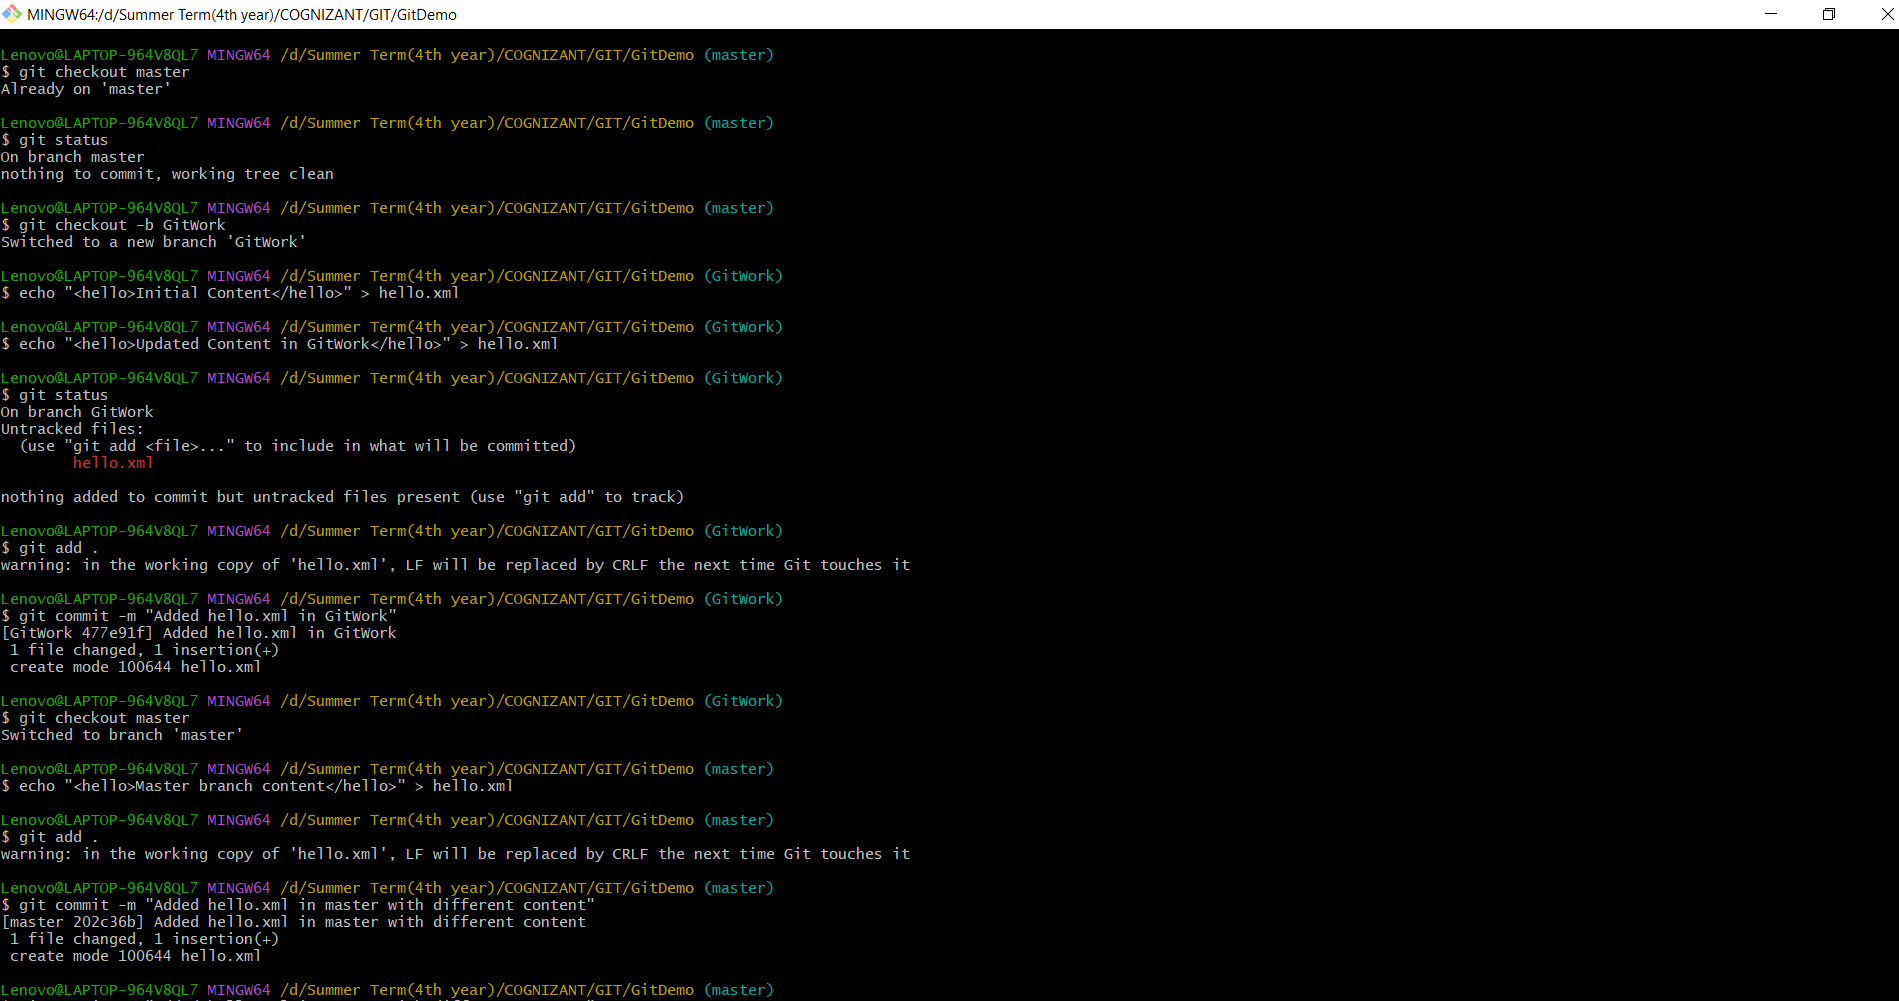 MINGW64:/d/Summer Term(4th year)/COGNIZANT/GIT/GitDemo
Lenovo@LAPTOP-964V8QL7 MINGW64 /d/Summer Term(4th year)/COGNIZANT/GIT/GitDemo (master)
$ git checkout master
Already on 'master'
Lenovo@LAPTOP-964V8QL7 MINGW64 /d/Summer Term(4th year)/COGNIZANT/GIT/GitDemo (master)
$ git status
On branch master
nothing to commit, working tree clean
Lenovo@LAPTOP-964V8QL7 MINGW64 /d/Summer Term(4th year)/COGNIZANT/GIT/GitDemo (master)
$ git checkout -b GitWork
Switched to a new branch 'GitWork'
Lenovo@LAPTOP-964V8QL7 MINGW64 /d/Summer Term(4th year)/COGNIZANT/GIT/GitDemo (GitWork)
$ echo "<hello>Initial Content</hello>" > hello.xml
Lenovo@LAPTOP-964V8QL7 MINGW64 /d/Summer Term(4th year)/COGNIZANT/GIT/GitDemo (GitWork)
$ echo "<hello>Updated Content in GitWork</hello>" > hello.xml
Lenovo@LAPTOP-964V8QL7 MINGW64 /d/Summer Term(4th year)/COGNIZANT/GIT/GitDemo (GitWork)
$ git status
On branch GitWork
Untracked files:
  (use "git add <file>..." to include in what will be committed)
        hello.xml
nothing added to commit but untracked files present (use "git add" to track)
Lenovo@LAPTOP-964V8QL7 MINGW64 /d/Summer Term(4th year)/COGNIZANT/GIT/GitDemo (GitWork)
$ git add .
warning: in the working copy of 'hello.xml', LF will be replaced by CRLF the next time Git touches it
Lenovo@LAPTOP-964V8QL7 MINGW64 /d/Summer Term(4th year)/COGNIZANT/GIT/GitDemo (GitWork)
$ git commit -m "Added hello.xml in GitWork"
[GitWork 477e91f] Added hello.xml in GitWork
 1 file changed, 1 insertion(+)
 create mode 100644 hello.xml
Lenovo@LAPTOP-964V8QL7 MINGW64 /d/Summer Term(4th year)/COGNIZANT/GIT/GitDemo (GitWork)
$ git checkout master
Switched to branch 'master'
Lenovo@LAPTOP-964V8QL7 MINGW64 /d/Summer Term(4th year)/COGNIZANT/GIT/GitDemo (master)
$ echo "<hello>Master branch content</hello>" > hello.xml
Lenovo@LAPTOP-964V8QL7 MINGW64 /d/Summer Term(4th year)/COGNIZANT/GIT/GitDemo (master)
$ git add .
warning: in the working copy of 'hello.xml', LF will be replaced by CRLF the next time Git touches it
Lenovo@LAPTOP-964V8QL7 MINGW64 /d/Summer Term(4th year)/COGNIZANT/GIT/GitDemo (master)
$ git commit -m "Added hello.xml in master with different content"
[master 202c36b] Added hello.xml in master with different content
 1 file changed, 1 insertion(+)
 create mode 100644 hello.xml
Lenovo@LAPTOP-964V8QL7 MINGW64 /d/Summer Term(4th year)/COGNIZANT/GIT/GitDemo (master)